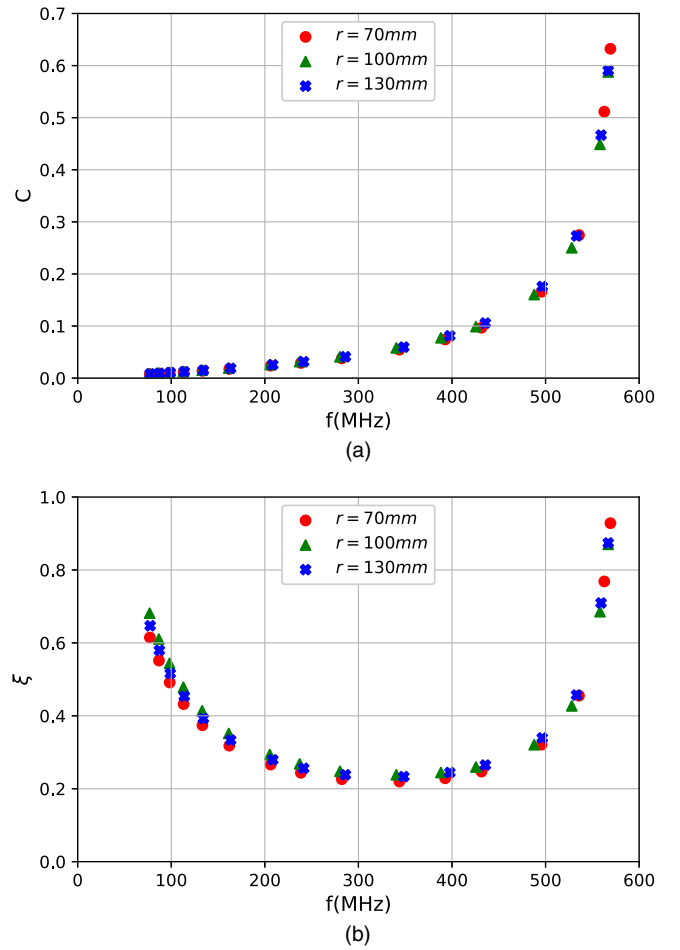 0.7
0.6
0.5
0.4
0.3
0.2
0.1
0.0
C
r = 70mm
r = 100mm
r = 130mm
0 100 200 300 400 500 600
f(MHz)
(a)
1.0
0.8
0.6
0.4
0.2
0.0
ξ
r = 70mm
r = 100mm
r = 130mm
0 100 200 300 400 500 600
f(MHz)
(b)